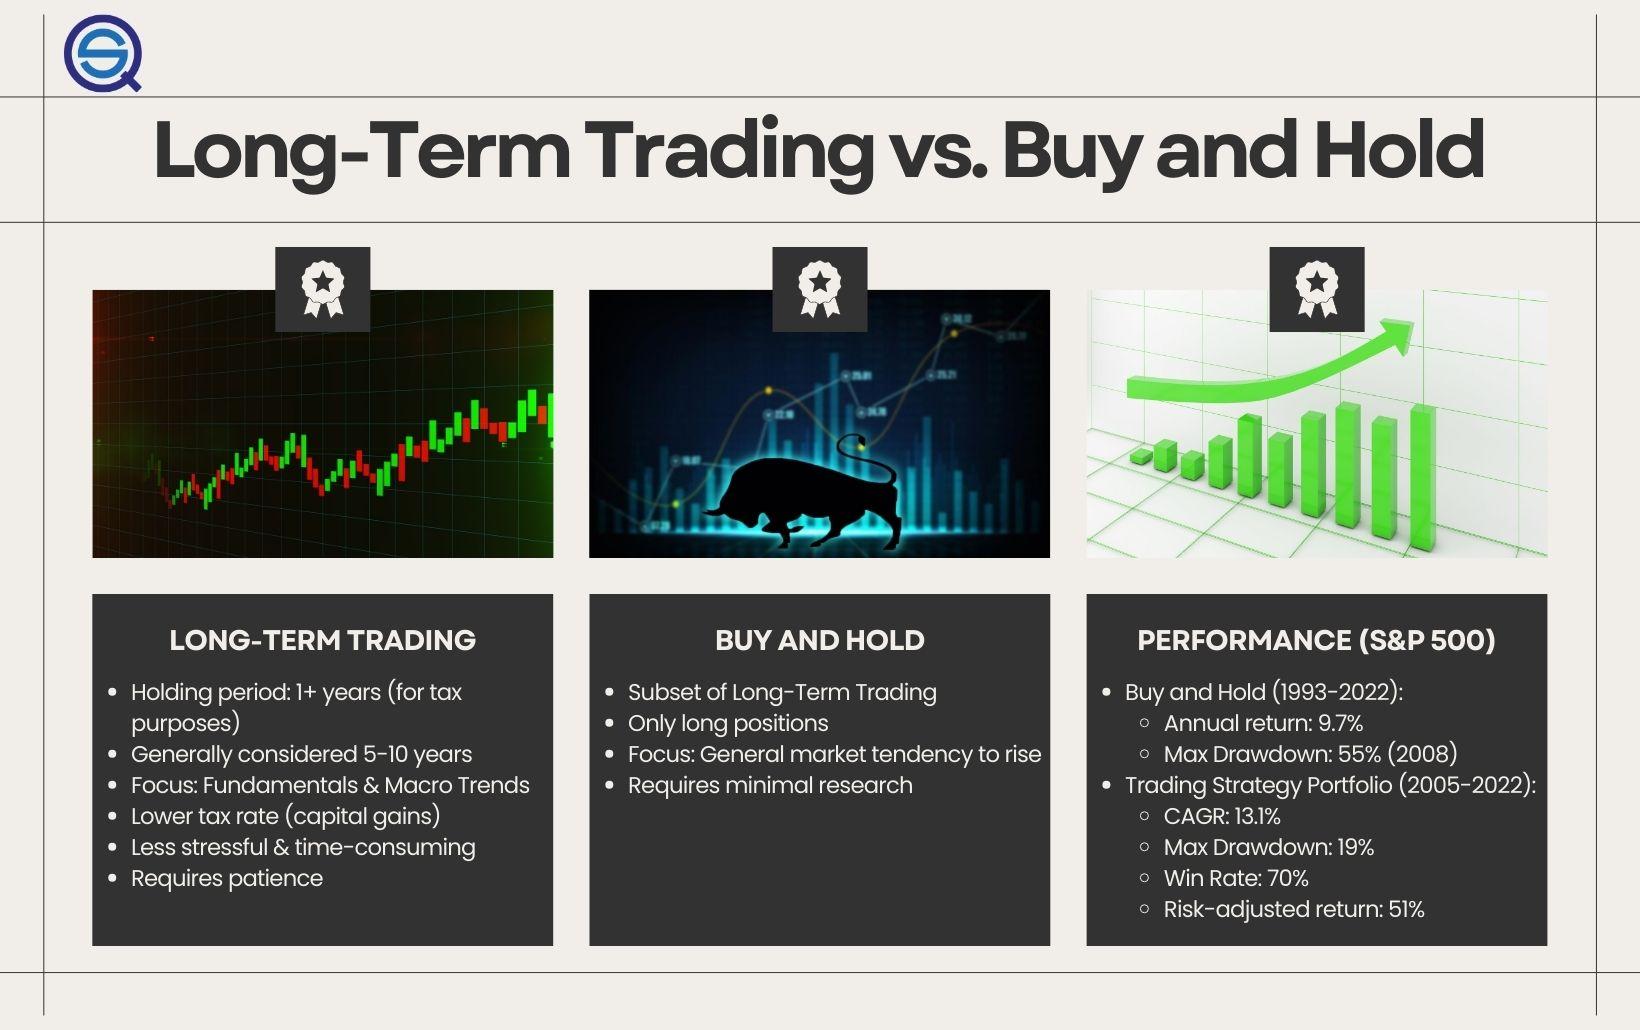 Long-Term Trading vs. Buy and Hold
LONG-TERM TRADING
• Holding period: 1+ years (for tax
purposes)
• Generally considered 5-10 years
• Focus: Fundamentals & Macro Trends
• Lower tax rate (capital gains)
• Less stressful & time-consuming
• Requires patience
BUY AND HOLD
• Subset of Long-Term Trading
• Only long positions
• Focus: General market tendency to rise
• Requires minimal research
PERFORMANCE (S&P 500)
• Buy and Hold (1993-2022):
○ Annual return: 9.7%
○ Max Drawdown: 55% (2008)
• Trading Strategy Portfolio (2005-2022):
○ CAGR: 13.1%
○ Max Drawdown: 19%
○ Win Rate: 70%
○ Risk-adjusted return: 51%